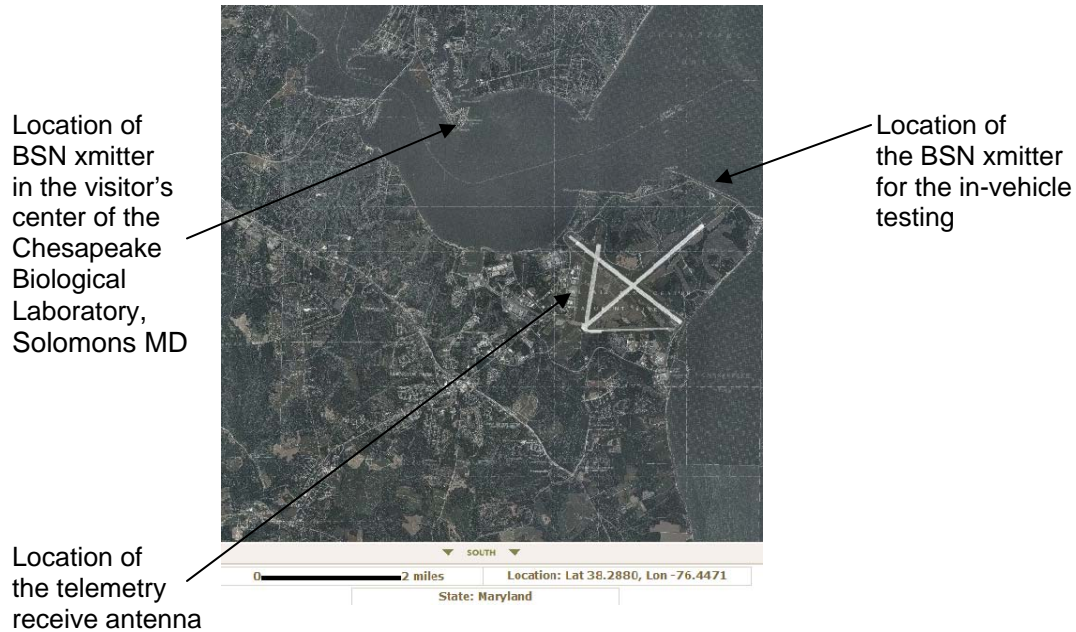 Location of
BSN xmitter
in the visitor's
center of the
Chesapeake
Biological
Laboratory,
Solomons MD
Location of
the BSN xmitter
for the in-vehicle
testing
Location of
the telemetry
receive antenna
SOUTH
0 2 miles
Location: Lat 38.2880, Lon -76.4471
State: Maryland